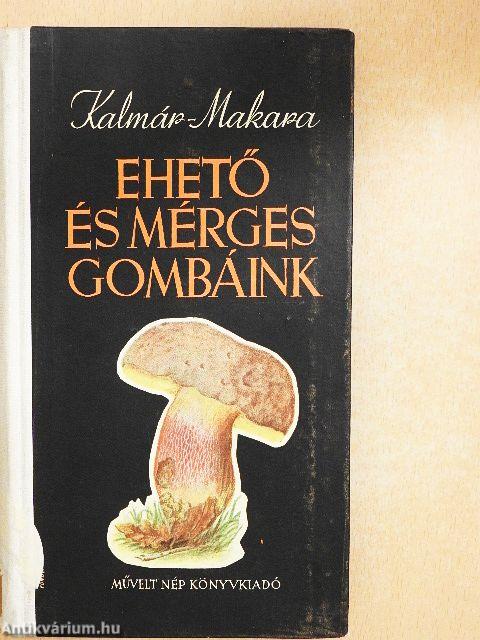 Kalmár-Makara
EHETŐ
ÉS MÉRGES
GOMBÁINK
MŰVELT NÉP KÖNYVKIADÓ
Antikvárium.hu